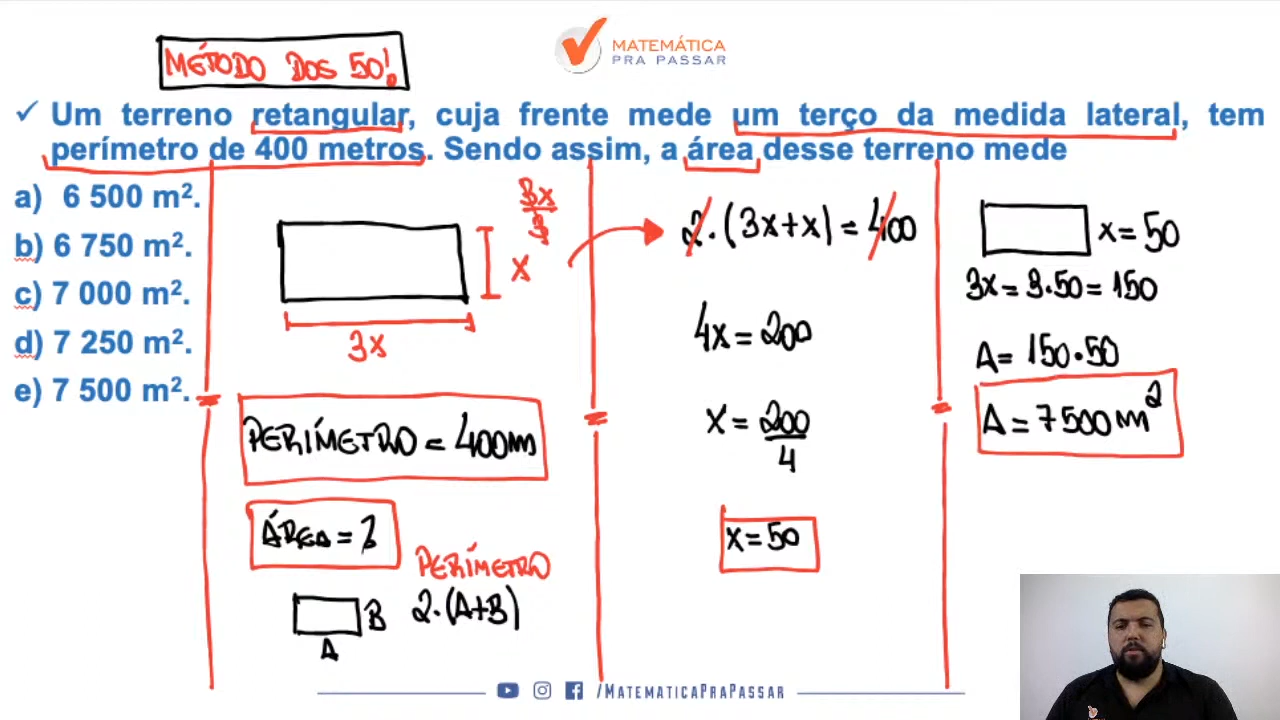 MÉTODO DOS 50!
MATEMÁTICA
PRA PASSAR
✓ Um terreno retangular, cuja frente mede um terço da medida lateral, tem
perímetro de 400 metros. Sendo assim, a área desse terreno mede
a) 6 500 m².
b) 6 750 m².
c) 7 000 m².
d) 7 250 m².
e) 7 500 m².
3x
3
x
3x
PERÍMETRO = 400m
ÁREA = ?
PERÍMETRO
B
2.(A+B)
A
2.(3x+x) = 400
4x = 200
x = 200
4
x = 50
x = 50
3x = 3.50 = 150
A = 150.50
A = 7500m²
/MATEMATICAPRAPASSAR